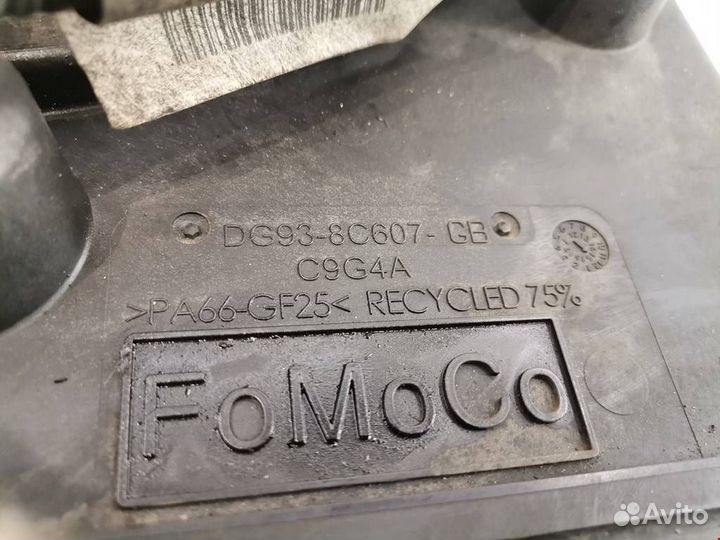 DG93-8C607-GB
C9G4A
>PA66-GF25< RECYCLED 75%
FoMoCo
Avito